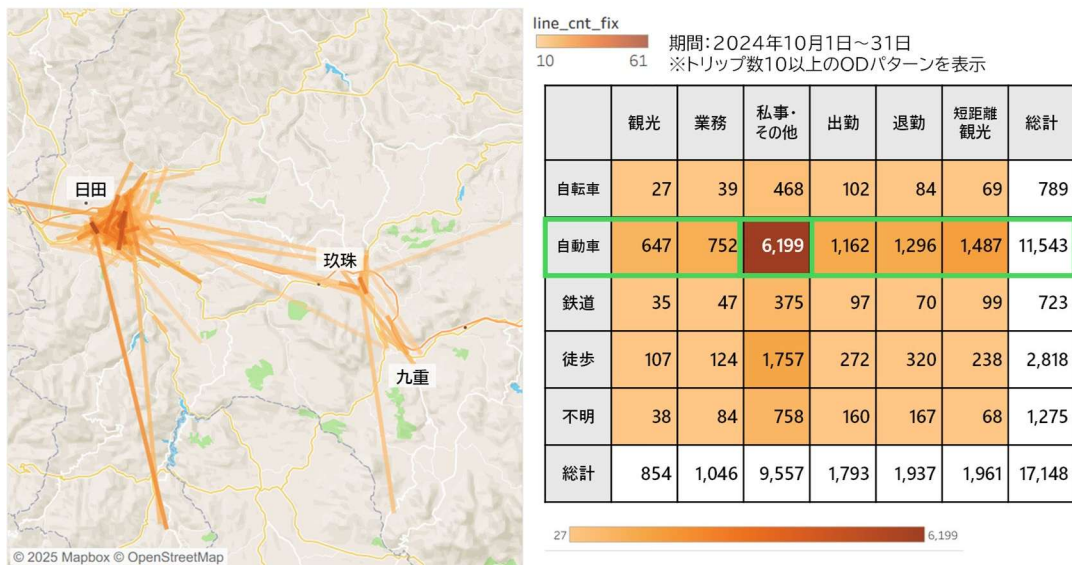 日田
玖珠
九重
© 2025 Mapbox © OpenStreetMap
line_cnt_fix
10 61
期間：2024年10月1日～31日
※トリップ数10以上のODパターンを表示
観光 業務 私事・その他 出勤 退勤 短距離観光 総計
自転車 27 39 468 102 84 69 789
自動車 647 752 6,199 1,162 1,296 1,487 11,543
鉄道 35 47 375 97 70 99 723
徒歩 107 124 1,757 272 320 238 2,818
不明 38 84 758 160 167 68 1,275
総計 854 1,046 9,557 1,793 1,937 1,961 17,148
27 6,199